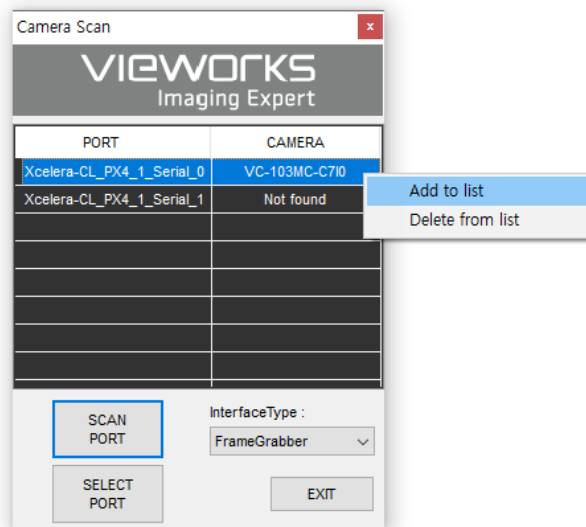 Camera Scan
x
VIEWORKS
Imaging Expert
PORT CAMERA
Xcelera-CL_PX4_1_Serial_0 VC-103MC-C7I0
Xcelera-CL_PX4_1_Serial_1 Not found
Add to list
Delete from list
SCAN
PORT
InterfaceType :
FrameGrabber
SELECT
PORT
EXIT